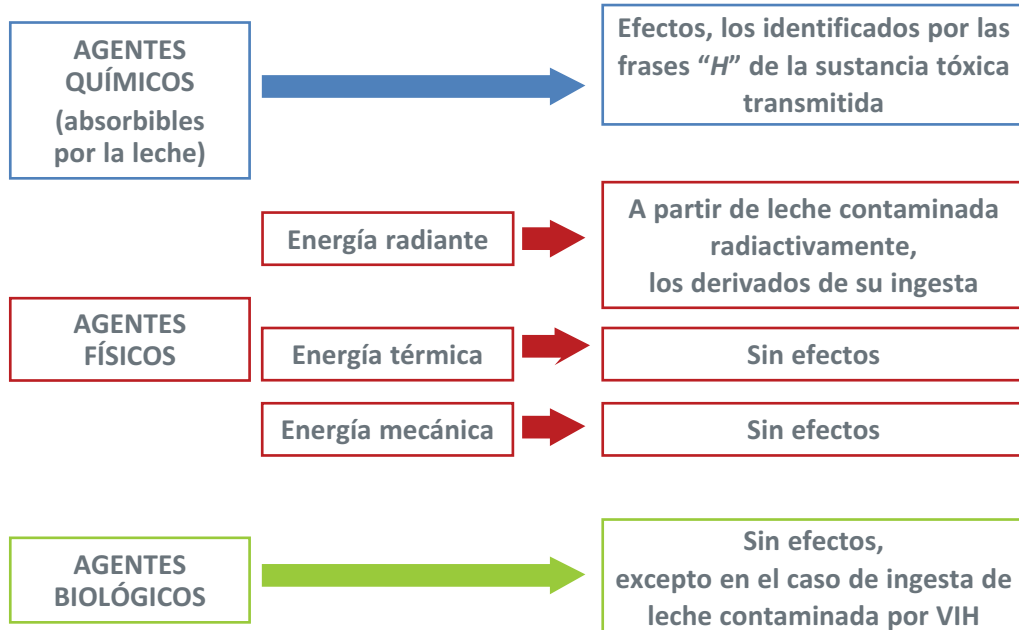 AGENTES
QUÍMICOS
(absorbibles
por la leche)
Efectos, los identificados por las
frases “H” de la sustancia tóxica
transmitida
AGENTES
FÍSICOS
Energía radiante
A partir de leche contaminada
radiactivamente,
los derivados de su ingesta
Energía térmica
Sin efectos
Energía mecánica
Sin efectos
AGENTES
BIOLÓGICOS
Sin efectos,
excepto en el caso de ingesta de
leche contaminada por VIH